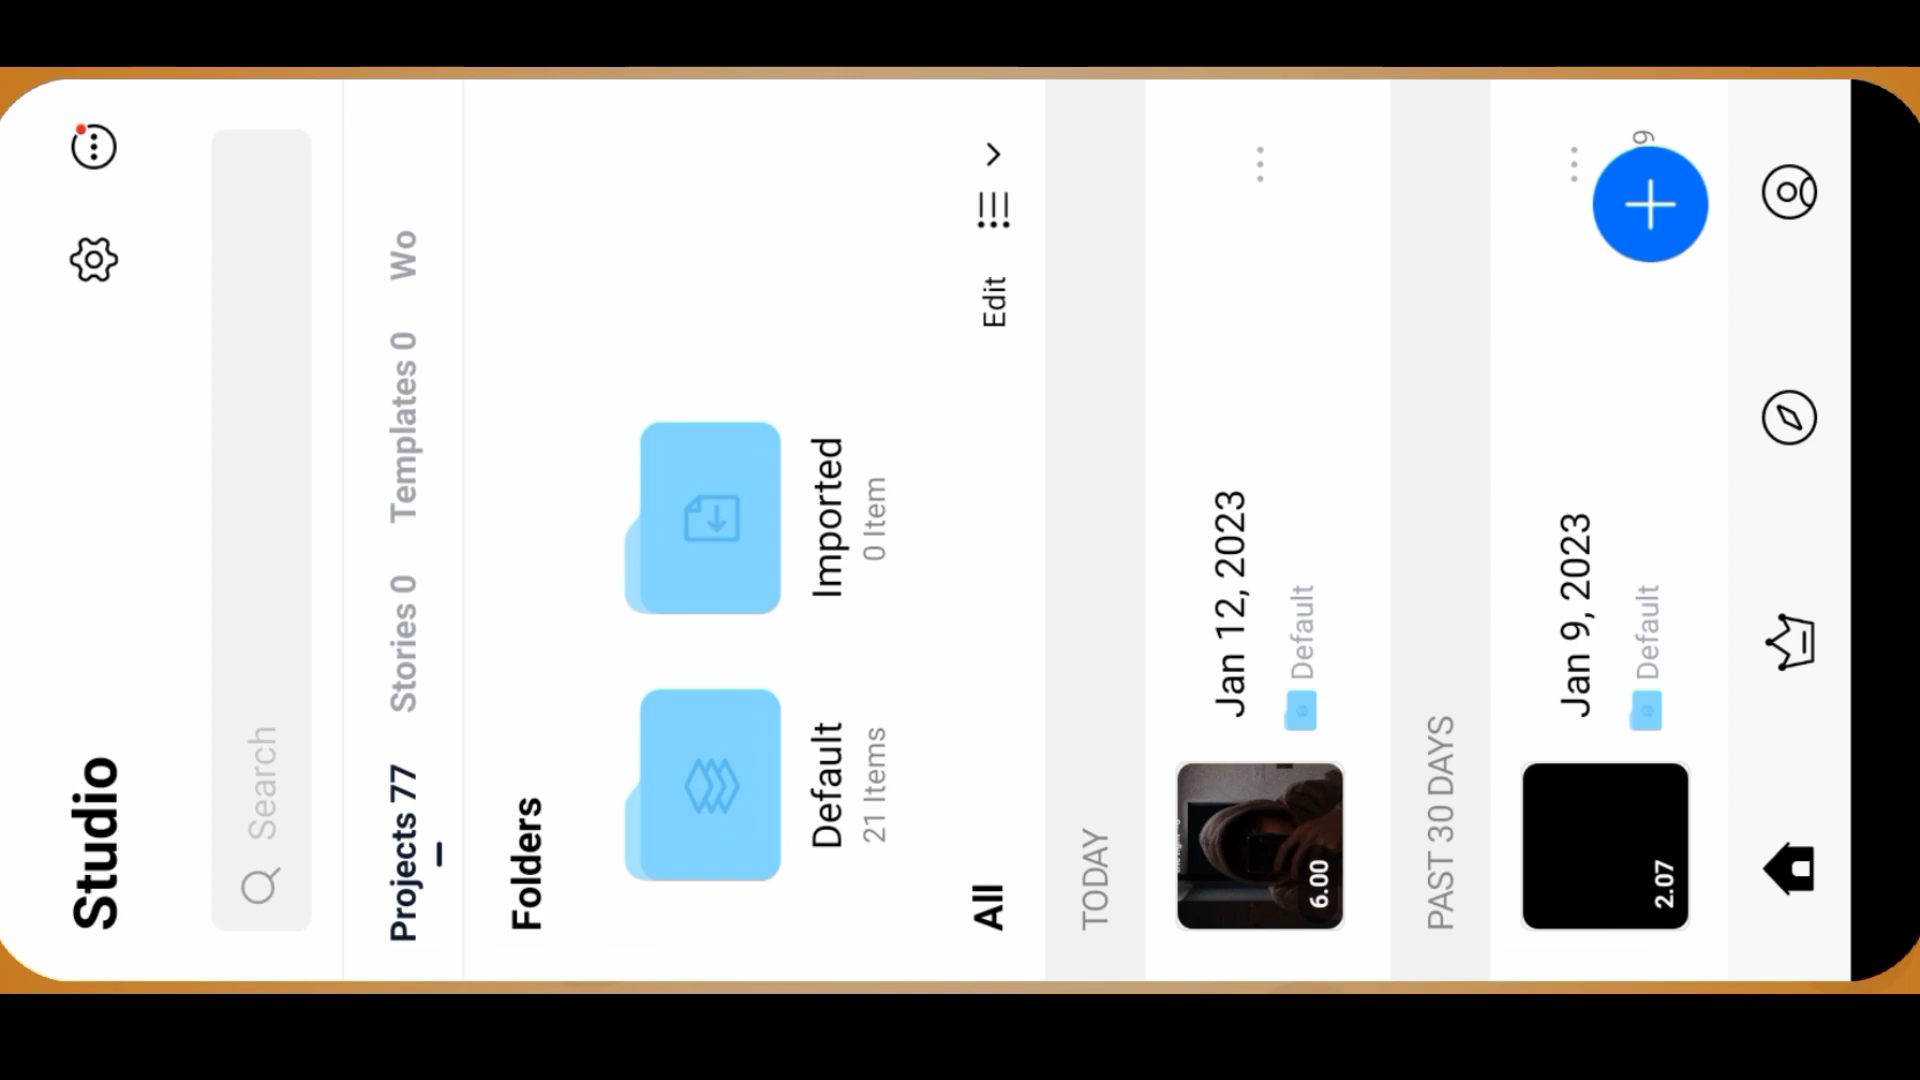 Studio
Search
Projects 77 Stories 0 Templates 0 Wo
Folders
Default Imported
21 Items 0 Item
All Edit
TODAY
Jan 12, 2023
Default
6.00
PAST 30 DAYS
Jan 9, 2023
Default 9
2.07